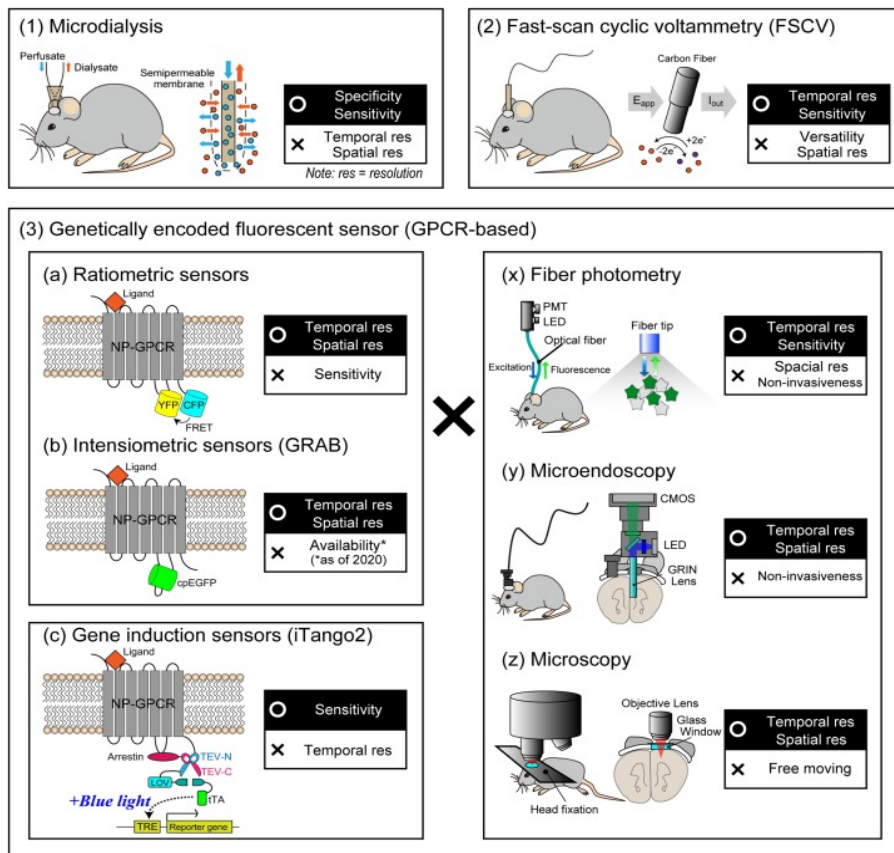 (1) Microdialysis
Perfusate
Dialysate
Semipermeable
membrane
O Specificity
Sensitivity
× Temporal res
Spatial res
Note: res = resolution
(2) Fast-scan cyclic voltammetry (FSCV)
Carbon Fiber
Eapp
Iout
+2e-
-2e-
O Temporal res
Sensitivity
× Versatility
Spatial res
(3) Genetically encoded fluorescent sensor (GPCR-based)
(a) Ratiometric sensors
Ligand
NP-GPCR
YFP CFP
FRET
O Temporal res
Spatial res
× Sensitivity
(b) Intensiometric sensors (GRAB)
Ligand
NP-GPCR
cpEGFP
O Temporal res
Spatial res
× Availability*
(*as of 2020)
(c) Gene induction sensors (iTango2)
Ligand
NP-GPCR
Arrestin
TEV-N
TEV-C
LOV
tTA
+Blue light
TRE
Reporter gene
O Sensitivity
× Temporal res
×
(x) Fiber photometry
PMT
LED
Optical fiber
Excitation
Fluorescence
Fiber tip
O Temporal res
Sensitivity
× Spacial res
Non-invasiveness
(y) Microendoscopy
CMOS
LED
GRIN
Lens
O Temporal res
Spatial res
× Non-invasiveness
(z) Microscopy
Head fixation
Objective Lens
Glass
Window
O Temporal res
Spatial res
× Free moving